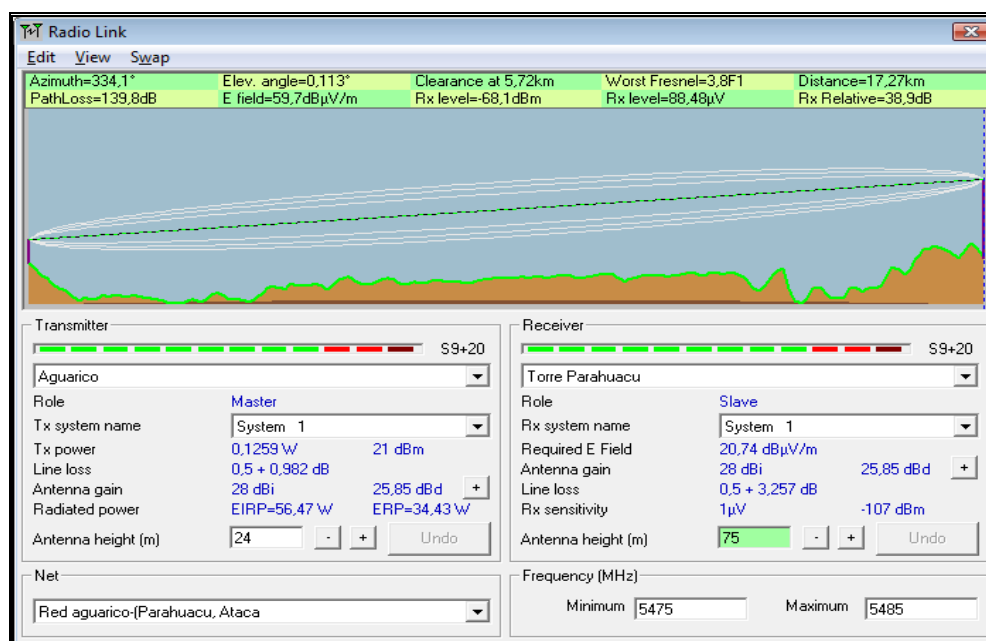 Radio Link
Edit View Swap
Azimuth=334,1° Elev. angle=0,113° Clearance at 5,72km Worst Fresnel=3,8F1 Distance=17,27km
PathLoss=139,8dB E field=59,7dBµV/m Rx level=-68,1dBm Rx level=88,48µV Rx Relative=38,9dB
Transmitter
S9+20
Aguarico
Role Master
Tx system name System 1
Tx power 0,1259 W 21 dBm
Line loss 0,5 + 0,982 dB
Antenna gain 28 dBi 25,85 dBd +
Radiated power EIRP=56,47 W ERP=34,43 W
Antenna height (m) 24 - + Undo
Net
Red aguarico-(Parahuacu, Ataca
Receiver
S9+20
Torre Parahuacu
Role Slave
Rx system name System 1
Required E Field 20,74 dBµV/m
Antenna gain 28 dBi 25,85 dBd +
Line loss 0,5 + 3,257 dB
Rx sensitivity 1µV -107 dBm
Antenna height (m) 75 - + Undo
Frequency (MHz)
Minimum 5475 Maximum 5485